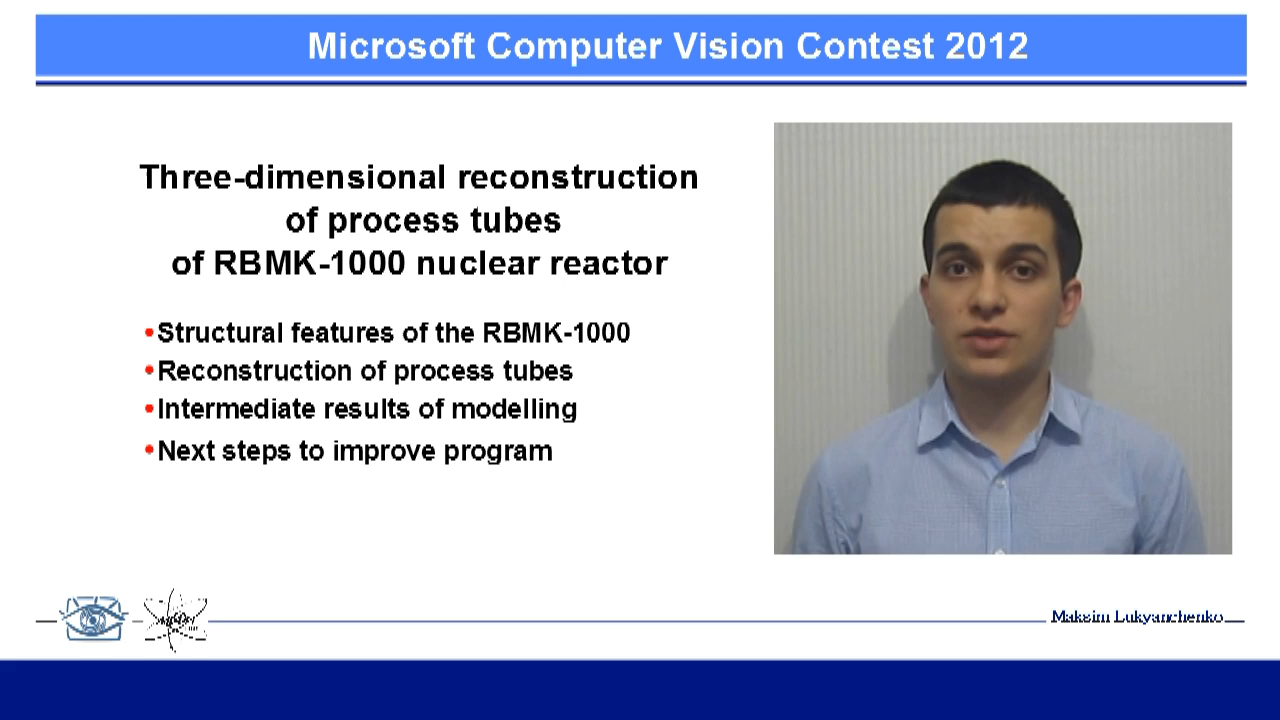 Microsoft Computer Vision Contest 2012
Three-dimensional reconstruction
of process tubes
of RBMK-1000 nuclear reactor
•Structural features of the RBMK-1000
•Reconstruction of process tubes
•Intermediate results of modelling
•Next steps to improve program
Maksim Lukyanchenko